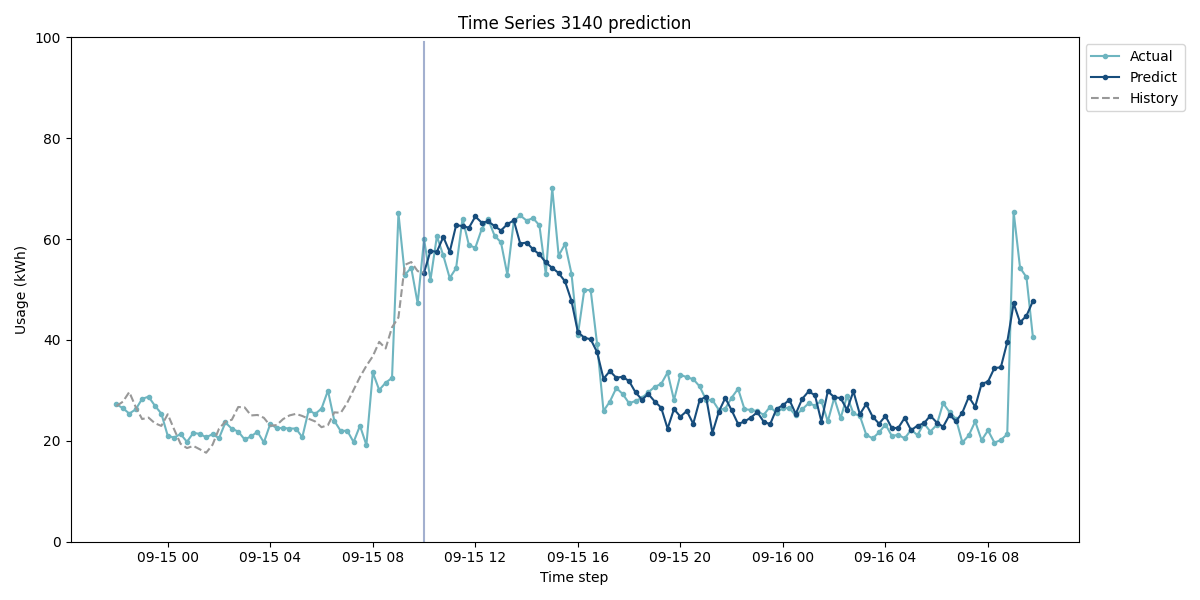 Time Series 3140 prediction
100
80
60
40
20
0
Usage (kWh)
09-15 00
09-15 04
09-15 08
09-15 12
09-15 16
09-15 20
09-16 00
09-16 04
09-16 08
Time step
Actual
Predict
History